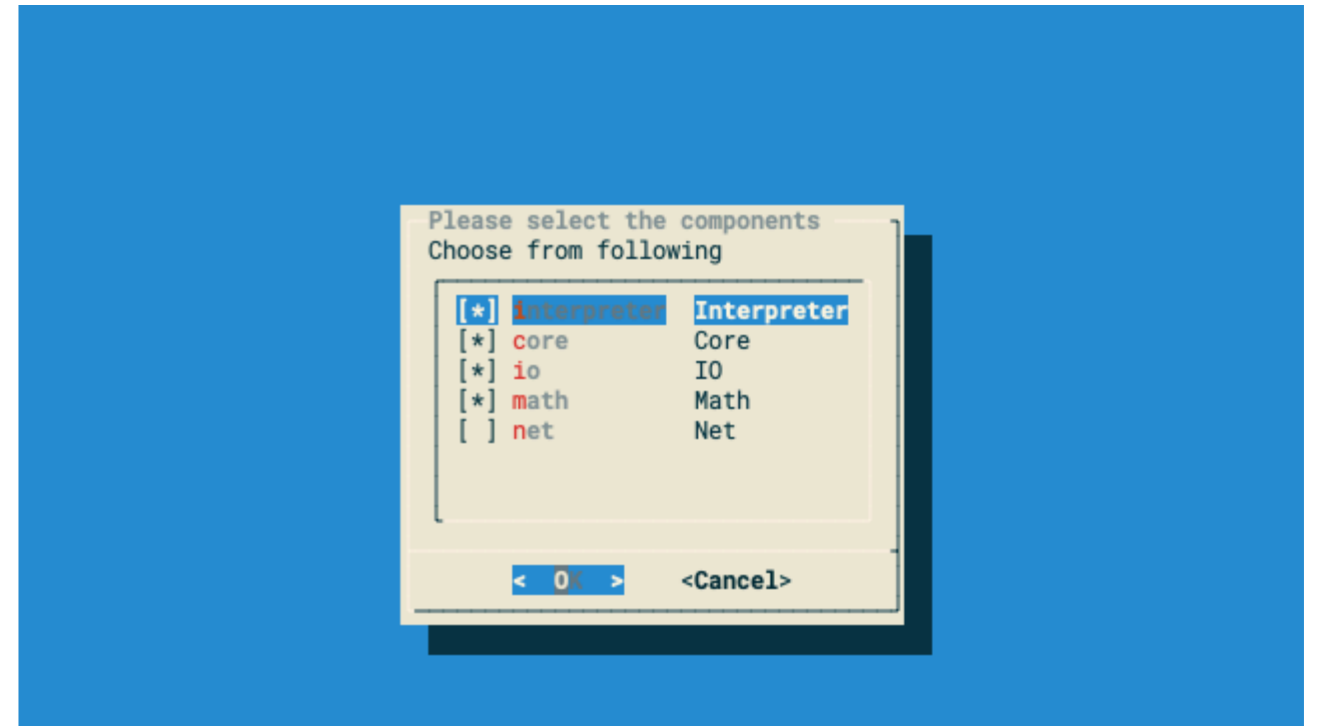 Please select the components
Choose from following
[*] interpreter Interpreter
[*] core Core
[*] io IO
[*] math Math
[ ] net Net
< OK > <Cancel>